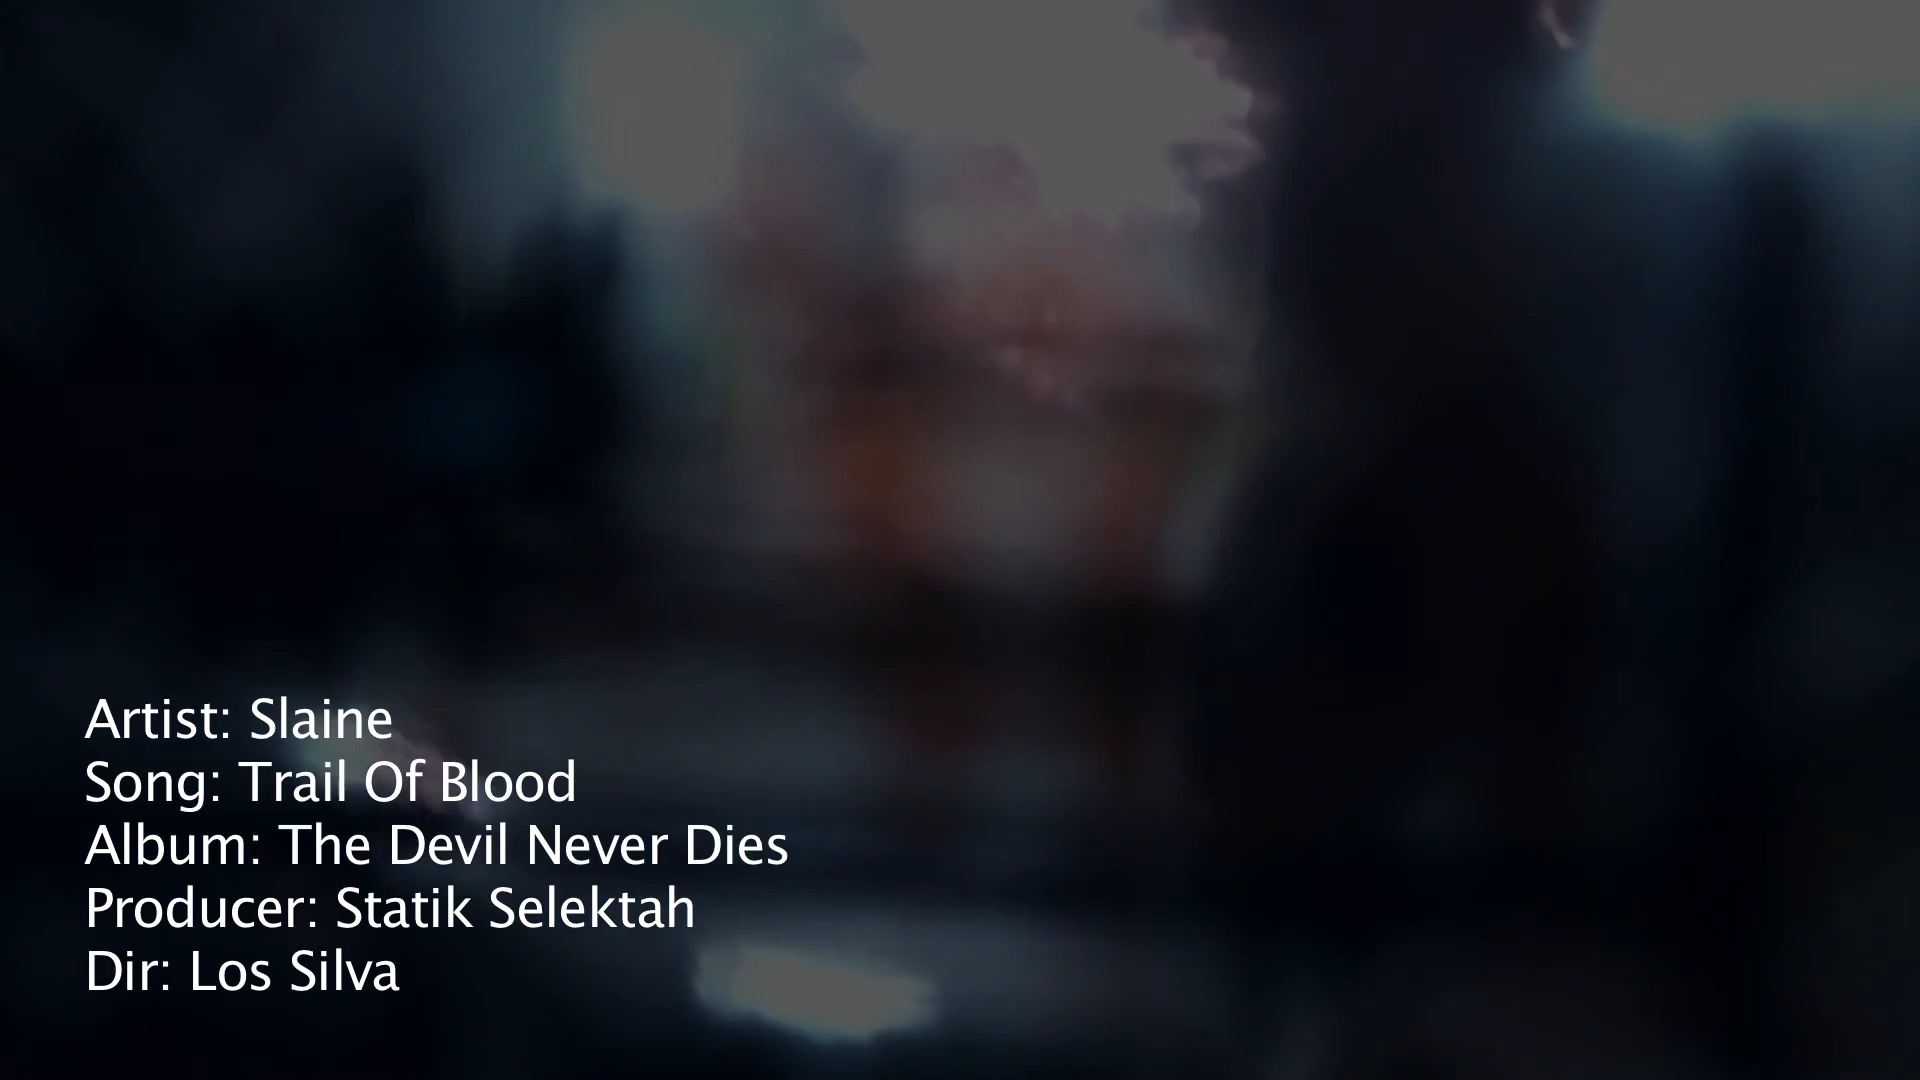 Artist: Slaine
Song: Trail Of Blood
Album: The Devil Never Dies
Producer: Statik Selektah
Dir: Los Silva